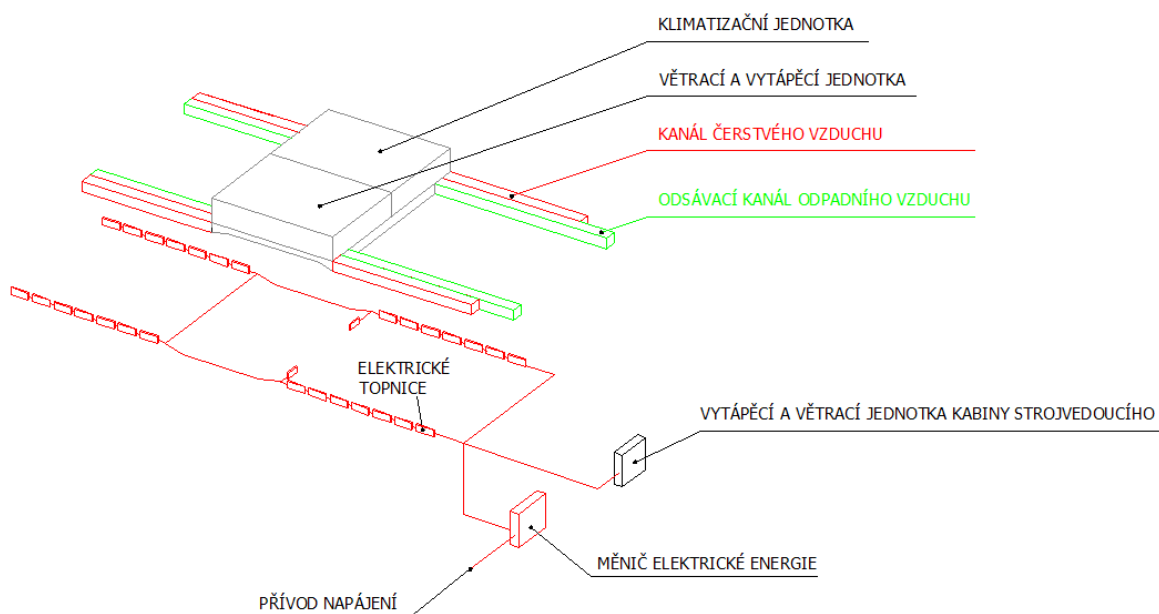 KLIMATIZAČNÍ JEDNOTKA
VĚTRACÍ A VYTÁPĚCÍ JEDNOTKA
KANÁL ČERSTVÉHO VZDUCHU
ODSÁVACÍ KANÁL ODPADNÍHO VZDUCHU
ELEKTRICKÉ
TOPNICE
VYTÁPĚCÍ A VĚTRACÍ JEDNOTKA KABINY STROJVEDOUCÍHO
MĚNIČ ELEKTRICKÉ ENERGIE
PŘÍVOD NAPÁJENÍ